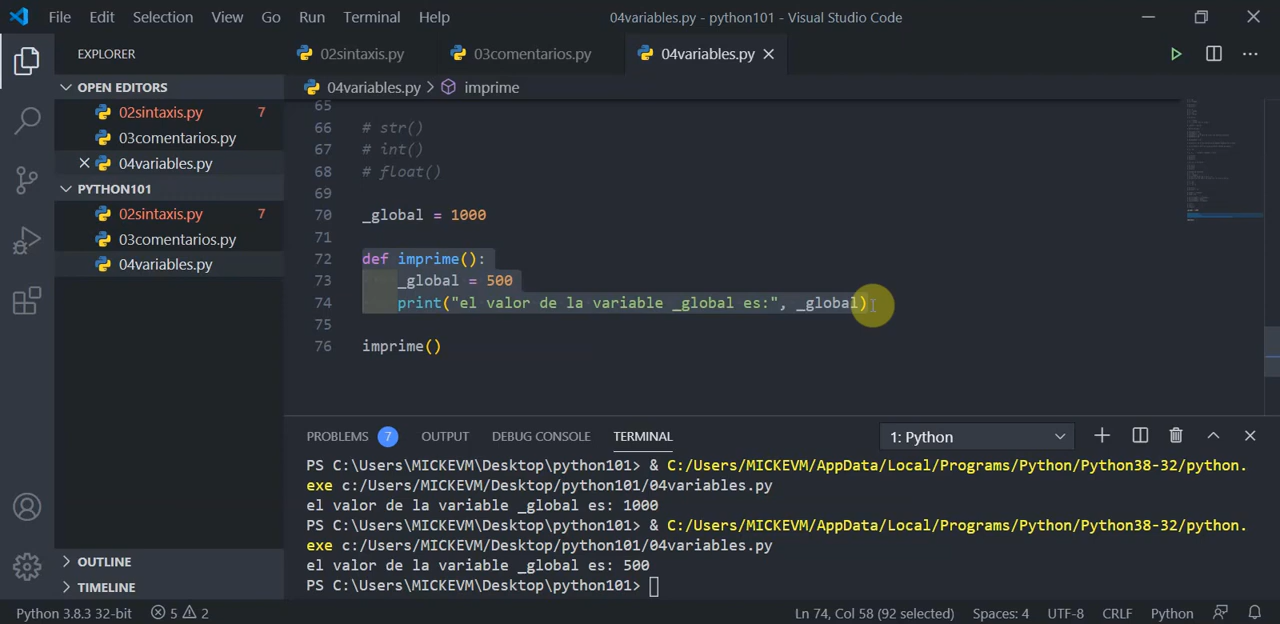 File Edit Selection View Go Run Terminal Help 04variables.py - python101 - Visual Studio Code
EXPLORER
02sintaxis.py 03comentarios.py 04variables.py
OPEN EDITORS
02sintaxis.py 7
03comentarios.py
04variables.py
PYTHON101
02sintaxis.py 7
03comentarios.py
04variables.py
OUTLINE
TIMELINE
04variables.py > imprime
65
66 # str()
67 # int()
68 # float()
69
70 _global = 1000
71
72 def imprime():
73 _global = 500
74 print("el valor de la variable _global es:", _global)
75
76 imprime()
PROBLEMS 7 OUTPUT DEBUG CONSOLE TERMINAL 1: Python
PS C:\Users\MICKEVM\Desktop\python101> & C:/Users/MICKEVM/AppData/Local/Programs/Python/Python38-32/python.
exe c:/Users/MICKEVM/Desktop/python101/04variables.py
el valor de la variable _global es: 1000
PS C:\Users\MICKEVM\Desktop\python101> & C:/Users/MICKEVM/AppData/Local/Programs/Python/Python38-32/python.
exe c:/Users/MICKEVM/Desktop/python101/04variables.py
el valor de la variable _global es: 500
PS C:\Users\MICKEVM\Desktop\python101>
Python 3.8.3 32-bit 5 2 Ln 74, Col 58 (92 selected) Spaces: 4 UTF-8 CRLF Python